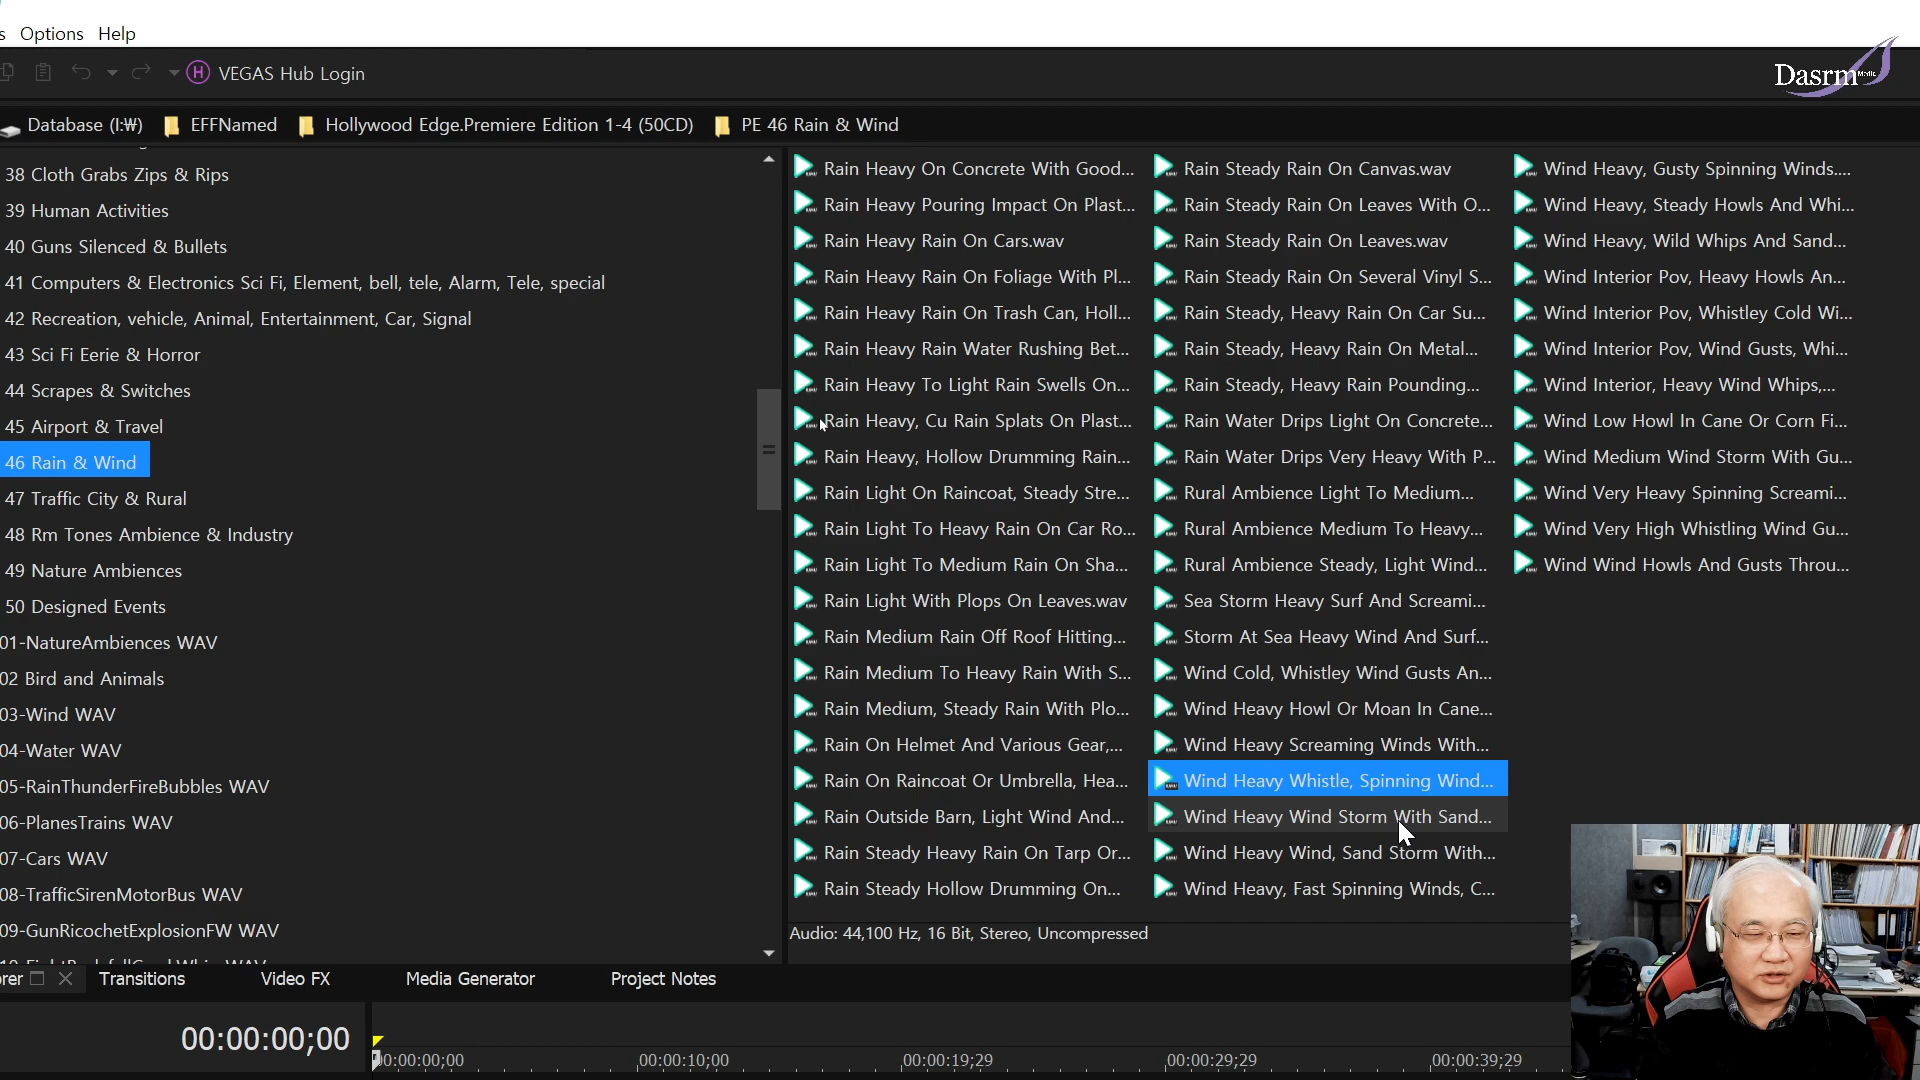 Options Help
VEGAS Hub Login
Dasrm
Database (I:₩) EFFNamed Hollywood Edge.Premiere Edition 1-4 (50CD) PE 46 Rain & Wind
38 Cloth Grabs Zips & Rips
39 Human Activities
40 Guns Silenced & Bullets
41 Computers & Electronics Sci Fi, Element, bell, tele, Alarm, Tele, special
42 Recreation, vehicle, Animal, Entertainment, Car, Signal
43 Sci Fi Eerie & Horror
44 Scrapes & Switches
45 Airport & Travel
46 Rain & Wind
47 Traffic City & Rural
48 Rm Tones Ambience & Industry
49 Nature Ambiences
50 Designed Events
01-NatureAmbiences WAV
02 Bird and Animals
03-Wind WAV
04-Water WAV
05-RainThunderFireBubbles WAV
06-PlanesTrains WAV
07-Cars WAV
08-TrafficSirenMotorBus WAV
09-GunRicochetExplosionFW WAV
Rain Heavy On Concrete With Good...
Rain Heavy Pouring Impact On Plast...
Rain Heavy Rain On Cars.wav
Rain Heavy Rain On Foliage With Pl...
Rain Heavy Rain On Trash Can, Holl...
Rain Heavy Rain Water Rushing Bet...
Rain Heavy To Light Rain Swells On...
Rain Heavy, Cu Rain Splats On Plast...
Rain Heavy, Hollow Drumming Rain...
Rain Light On Raincoat, Steady Stre...
Rain Light To Heavy Rain On Car Ro...
Rain Light To Medium Rain On Sha...
Rain Light With Plops On Leaves.wav
Rain Medium Rain Off Roof Hitting...
Rain Medium To Heavy Rain With S...
Rain Medium, Steady Rain With Plo...
Rain On Helmet And Various Gear,...
Rain On Raincoat Or Umbrella, Hea...
Rain Outside Barn, Light Wind And...
Rain Steady Heavy Rain On Tarp Or...
Rain Steady Hollow Drumming On...
Rain Steady Rain On Canvas.wav
Rain Steady Rain On Leaves With O...
Rain Steady Rain On Leaves.wav
Rain Steady Rain On Several Vinyl S...
Rain Steady, Heavy Rain On Car Su...
Rain Steady, Heavy Rain On Metal...
Rain Steady, Heavy Rain Pounding...
Rain Water Drips Light On Concrete...
Rain Water Drips Very Heavy With P...
Rural Ambience Light To Medium...
Rural Ambience Medium To Heavy...
Rural Ambience Steady, Light Wind...
Sea Storm Heavy Surf And Screami...
Storm At Sea Heavy Wind And Surf...
Wind Cold, Whistley Wind Gusts An...
Wind Heavy Howl Or Moan In Cane...
Wind Heavy Screaming Winds With...
Wind Heavy Whistle, Spinning Wind...
Wind Heavy Wind Storm With Sand...
Wind Heavy Wind, Sand Storm With...
Wind Heavy, Fast Spinning Winds, C...
Wind Heavy, Gusty Spinning Winds....
Wind Heavy, Steady Howls And Whi...
Wind Heavy, Wild Whips And Sand...
Wind Interior Pov, Heavy Howls An...
Wind Interior Pov, Whistley Cold Wi...
Wind Interior Pov, Wind Gusts, Whi...
Wind Interior, Heavy Wind Whips,...
Wind Low Howl In Cane Or Corn Fi...
Wind Medium Wind Storm With Gu...
Wind Very Heavy Spinning Screami...
Wind Very High Whistling Wind Gu...
Wind Wind Howls And Gusts Throu...
Audio: 44,100 Hz, 16 Bit, Stereo, Uncompressed
rer Transitions Video FX Media Generator Project Notes
00:00:00;00
00:00:00;00 00:00:10;00 00:00:19;29 00:00:29;29 00:00:39;29